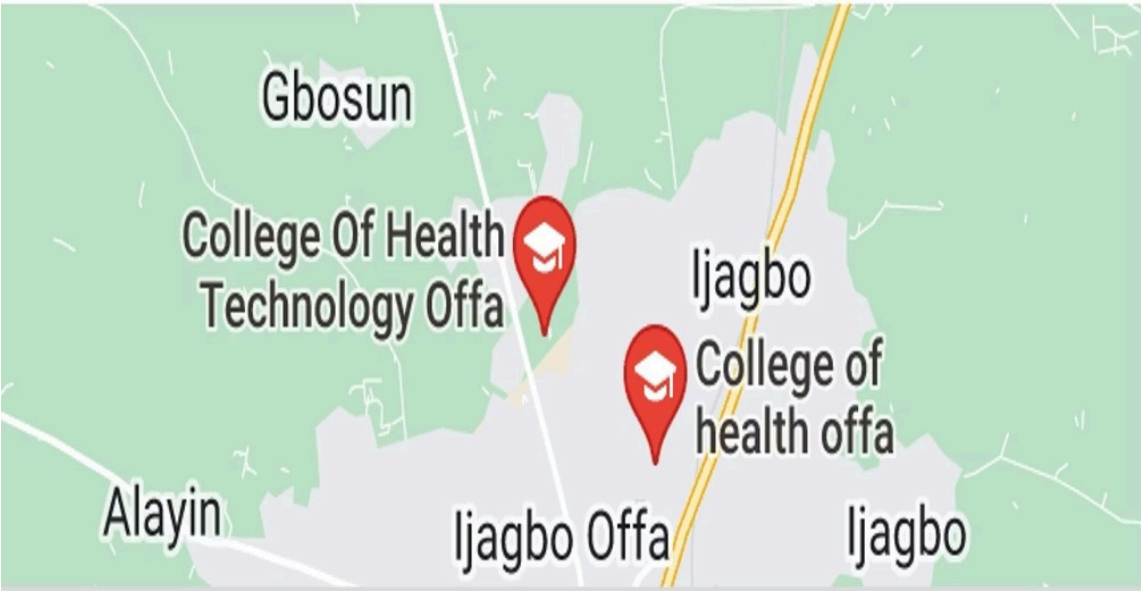 Gbosun
College Of Health
Technology Offa
Ijagbo
College of
health offa
Alayin
Ijagbo Offa
Ijagbo